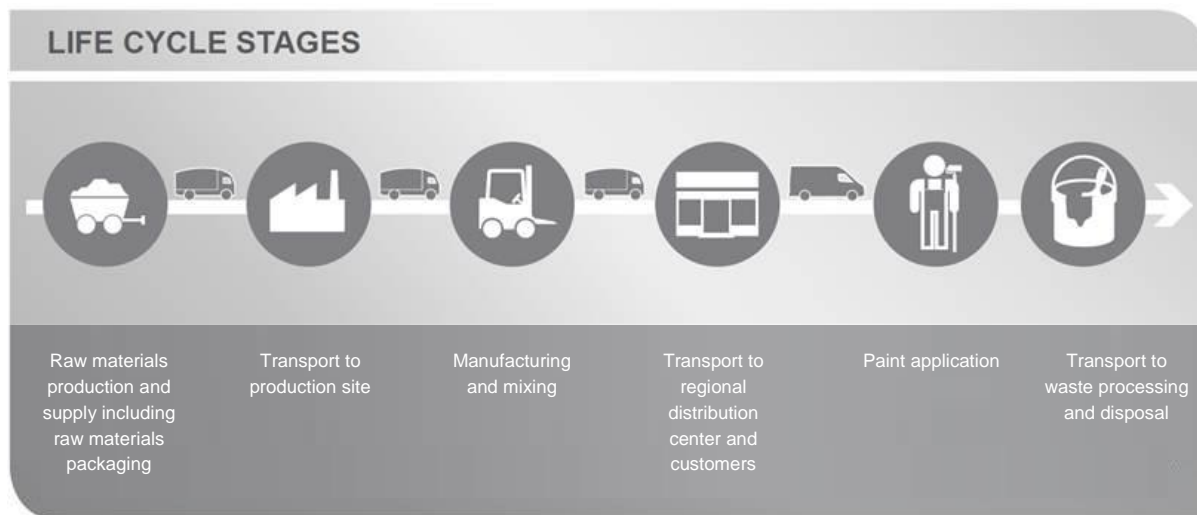 LIFE CYCLE STAGES
Raw materials
production and
supply including
raw materials
packaging
Transport to
production site
Manufacturing
and mixing
Transport to
regional
distribution
center and
customers
Paint application
Transport to
waste processing
and disposal